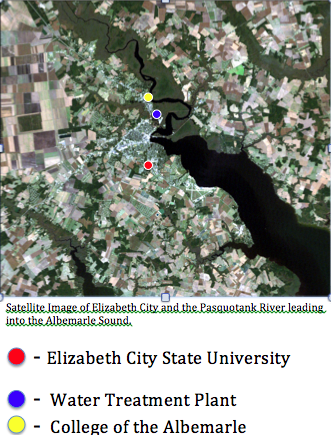 Satellite Image of Elizabeth City and the Pasquotank River leading
into the Albemarle Sound.
- Elizabeth City State University
- Water Treatment Plant
- College of the Albemarle